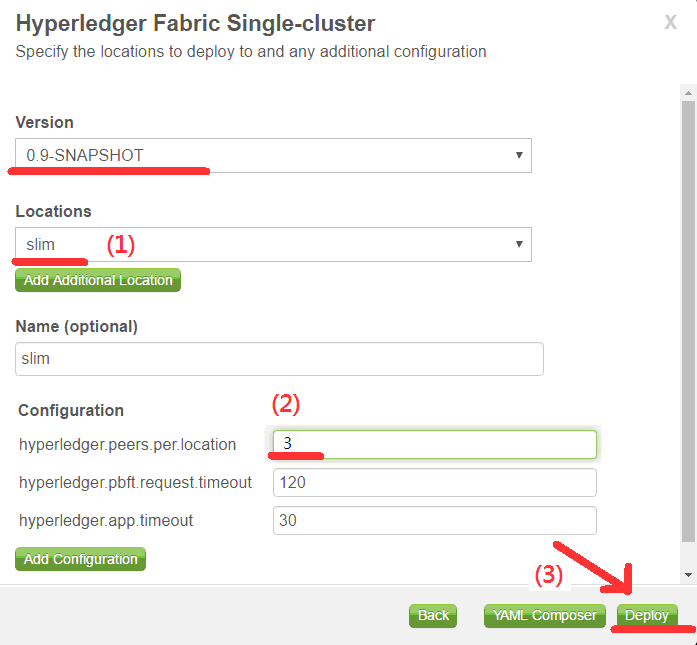 Hyperledger Fabric Single-cluster
X
Specify the locations to deploy to and any additional configuration
Version
0.9-SNAPSHOT
Locations
slim
(1)
Add Additional Location
Name (optional)
slim
Configuration
(2)
hyperledger.peers.per.location
3
hyperledger.pbft.request.timeout
120
hyperledger.app.timeout
30
Add Configuration
(3)
Back
YAML Composer
Deploy